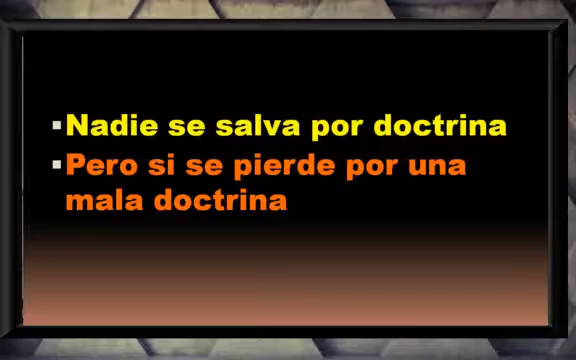 ▪Nadie se salva por doctrina
▪Pero si se pierde por una
mala doctrina